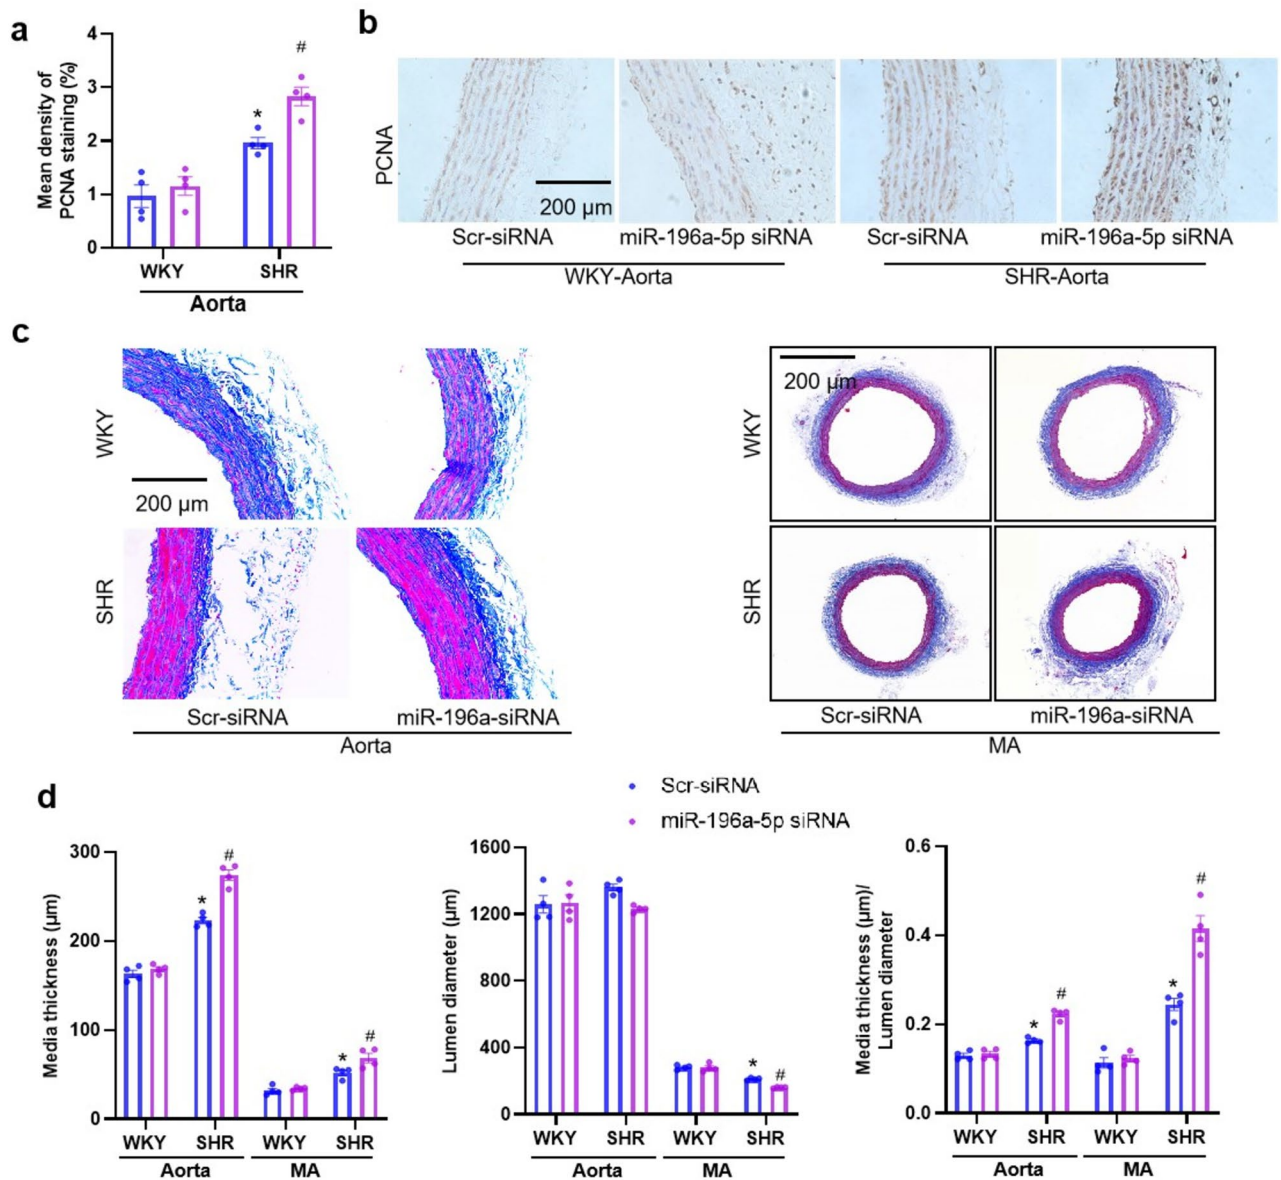 a
Mean density of
PCNA staining (%)
4
3
2
1
0
*
#
WKY SHR
Aorta
b
PCNA
200 μm
Scr-siRNA miR-196a-5p siRNA Scr-siRNA miR-196a-5p siRNA
WKY-Aorta SHR-Aorta
c
WKY
200 μm
SHR
Scr-siRNA miR-196a-siRNA
Aorta
WKY
200 μm
SHR
Scr-siRNA miR-196a-siRNA
MA
d
Scr-siRNA
miR-196a-5p siRNA
Media thickness (μm)
300
200
100
0
*
#
*
#
WKY SHR WKY SHR
Aorta MA
Lumen diameter (μm)
1600
1200
800
400
0
*
#
WKY SHR WKY SHR
Aorta MA
Media thickness (μm)/
Lumen diameter
0.6
0.4
0.2
0.0
*
#
*
#
WKY SHR WKY SHR
Aorta MA